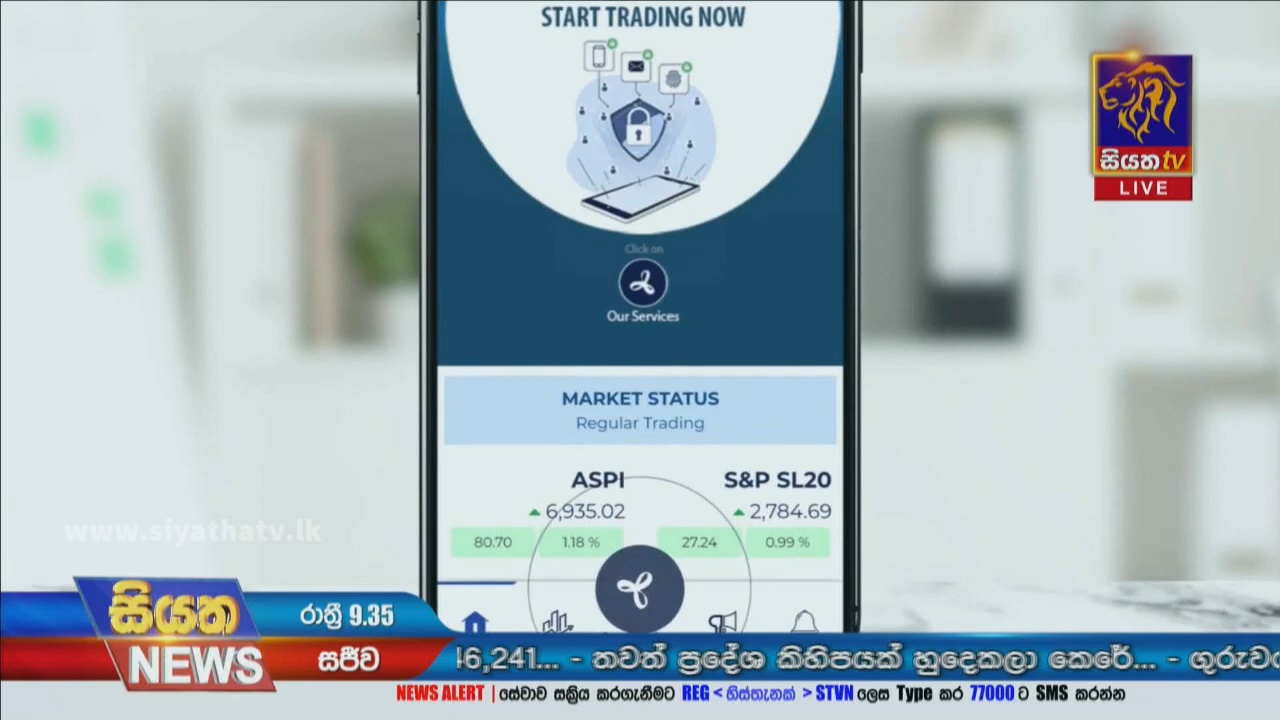 START TRADING NOW
සියත tv
LIVE
Click on
Our Services
MARKET STATUS
Regular Trading
ASPI
S&P SL20
6,935.02
2,784.69
80.70
1.18 %
27.24
0.99 %
www.siyathatv.lk
සියත
NEWS
රාත්‍රී 9.35
සජීව
46,241... - තවත් ප්‍රදේශ කිහිපයක් හුදෙකලා කෙරේ... - ගුරුවර
NEWS ALERT | සේවාව සක්‍රිය කරගැනීමට REG < හිස්තැනක් > STVN ලෙස Type කර 77000 ට SMS කරන්න